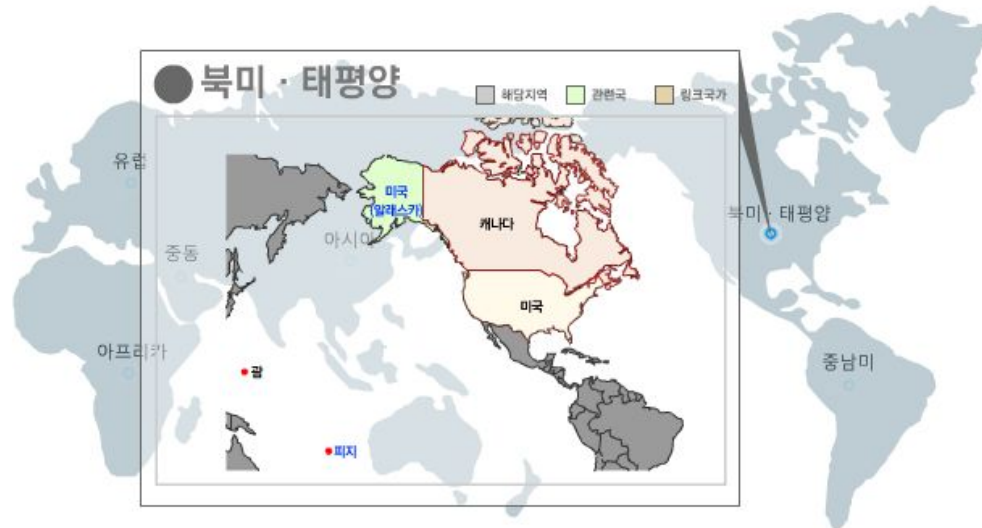 북미 · 태평양
해당지역
관련국
링크국가
유럽
미국
(알래스카)
캐나다
북미 · 태평양
아시아
중동
미국
아프리카
괌
중남미
피지